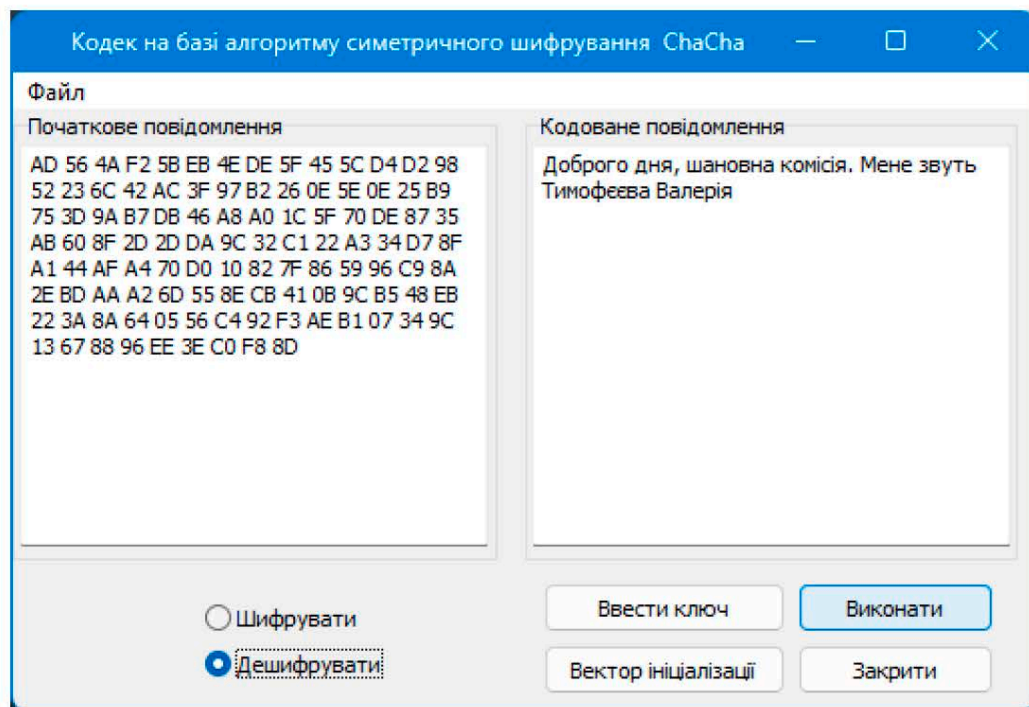 Кодек на базі алгоритму симетричного шифрування ChaCha
Файл
Початкове повідомлення
AD 56 4A F2 5B EB 4E DE 5F 45 5C D4 D2 98
52 23 6C 42 AC 3F 97 B2 26 0E 5E 0E 25 B9
75 3D 9A B7 DB 46 A8 A0 1C 5F 70 DE 87 35
AB 60 8F 2D 2D DA 9C 32 C1 22 A3 34 D7 8F
A1 44 AF A4 70 D0 10 82 7F 86 59 96 C9 8A
2E BD AA A2 6D 55 8E CB 41 0B 9C B5 48 EB
22 3A 8A 64 05 56 C4 92 F3 AE B1 07 34 9C
13 67 88 96 EE 3E C0 F8 8D
Кодоване повідомлення
Доброго дня, шановна комісія. Мене звуть
Тимофєєва Валерія
Шифрувати
Дешифрувати
Ввести ключ
Виконати
Вектор ініціалізації
Закрити